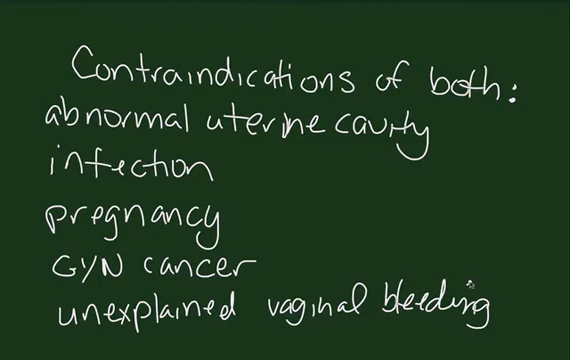 Contraindications of both:
abnormal uterine cavity
infection
pregnancy
GYN cancer
unexplained vaginal bleeding